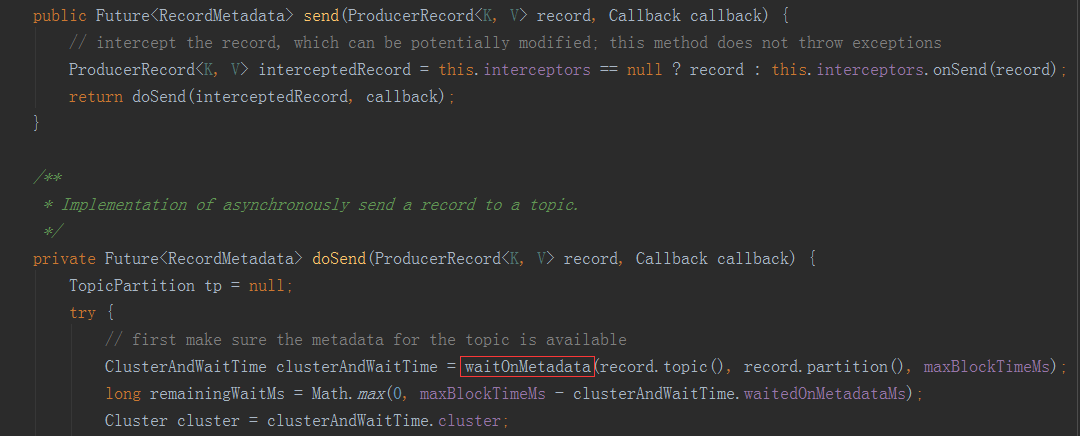 public Future<RecordMetadata> send(ProducerRecord<K, V> record, Callback callback) {
// intercept the record, which can be potentially modified; this method does not throw exceptions
ProducerRecord<K, V> interceptedRecord = this.interceptors == null ? record : this.interceptors.onSend(record);
return doSend(interceptedRecord, callback);
}
/**
* Implementation of asynchronously send a record to a topic.
*/
private Future<RecordMetadata> doSend(ProducerRecord<K, V> record, Callback callback) {
TopicPartition tp = null;
try {
// first make sure the metadata for the topic is available
ClusterAndWaitTime clusterAndWaitTime = waitOnMetadata(record.topic(), record.partition(), maxBlockTimeMs);
long remainingWaitMs = Math.max(0, maxBlockTimeMs - clusterAndWaitTime.waitedOnMetadataMs);
Cluster cluster = clusterAndWaitTime.cluster;